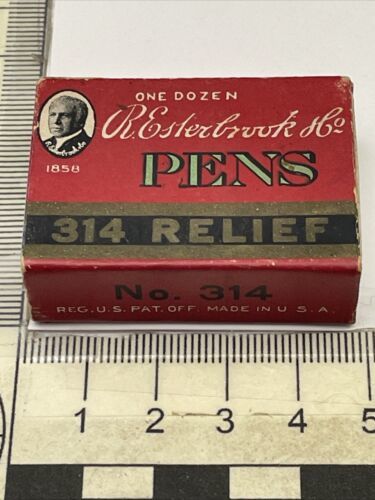 ONE DOZEN
R. Esterbrook & Co
PENS
1858
314 RELIEF
No. 314
REG. U.S. PAT. OFF. MADE IN U.S.A.
1 2 3 4 5